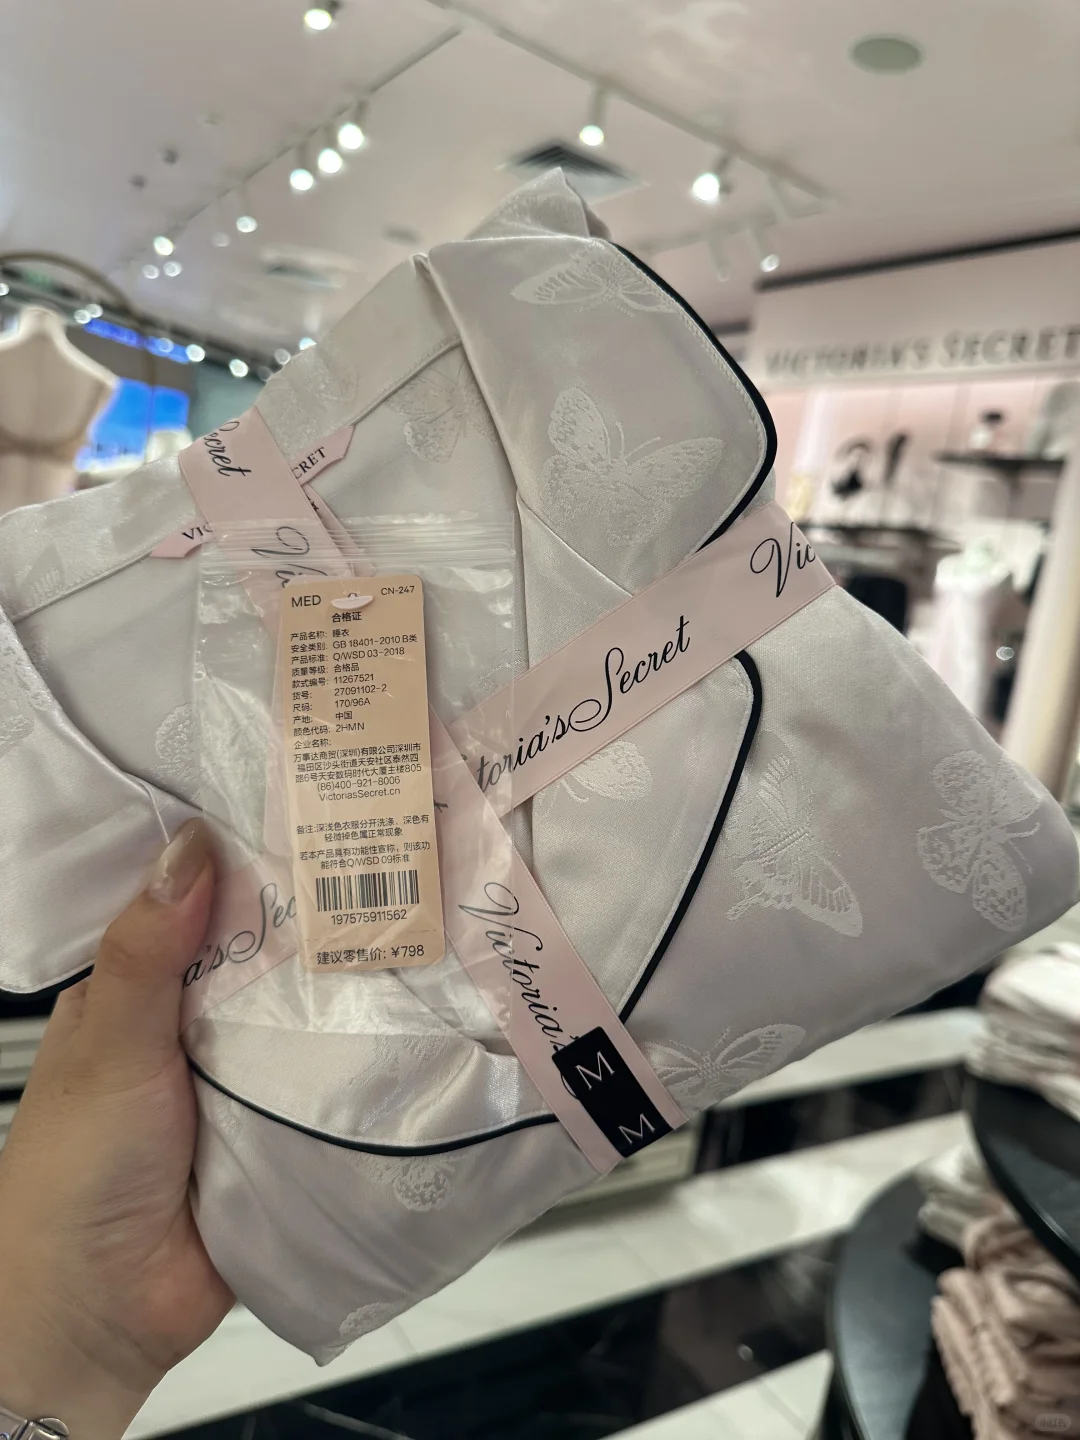 VICTORIA'S SECRET
Secret
CRET
VIC
Vi
Vic
MED
CN-247
合格证
产品名称: 睡衣
安全类别: GB 18401-2010 B类
产品标准: Q/WSD 03-2018
质量等级: 合格品
款式编号: 11267521
货号: 27091102-2
尺码: 170/96A
产地: 中国
颜色代码: 2HMN
企业名称:
万事达商贸(深圳)有限公司深圳市
福田区沙头街道天安社区泰然四
路6号天安数码时代大厦主楼805
(86)400-921-8006
VictoriasSecret.cn
备注:深浅色衣服分开洗涤、深色有
轻微掉色属正常现象
若本产品具有功能性宣称，则该功
能符合Q/WSD 09标准
197575911562
建议零售价: ¥798
toria'sSecret
a'sSec
Victoria's
M
M